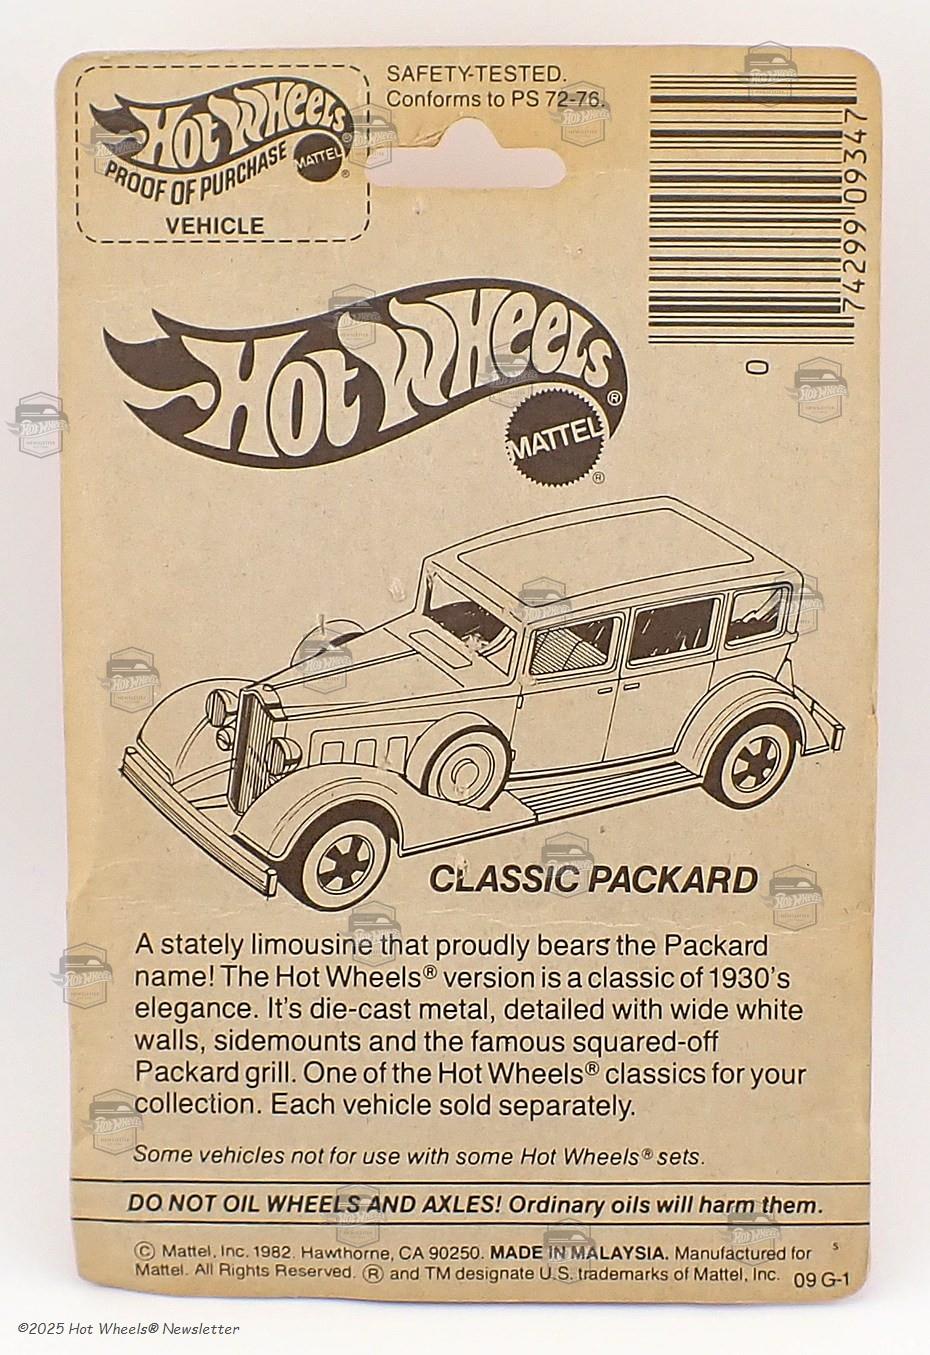 Hot Wheels
MATTEL®
PROOF OF PURCHASE
VEHICLE
SAFETY-TESTED.
Conforms to PS 72-76.
74299 09347
0
Hot Wheels®
MATTEL
®
CLASSIC PACKARD
A stately limousine that proudly bears the Packard
name! The Hot Wheels® version is a classic of 1930's
elegance. It's die-cast metal, detailed with wide white
walls, sidemounts and the famous squared-off
Packard grill. One of the Hot Wheels® classics for your
collection. Each vehicle sold separately.
Some vehicles not for use with some Hot Wheels® sets.
DO NOT OIL WHEELS AND AXLES! Ordinary oils will harm them.
© Mattel, Inc. 1982. Hawthorne, CA 90250. MADE IN MALAYSIA. Manufactured for
Mattel. All Rights Reserved. ® and TM designate U.S. trademarks of Mattel, Inc.
s
09 G-1
©2025 Hot Wheels® Newsletter